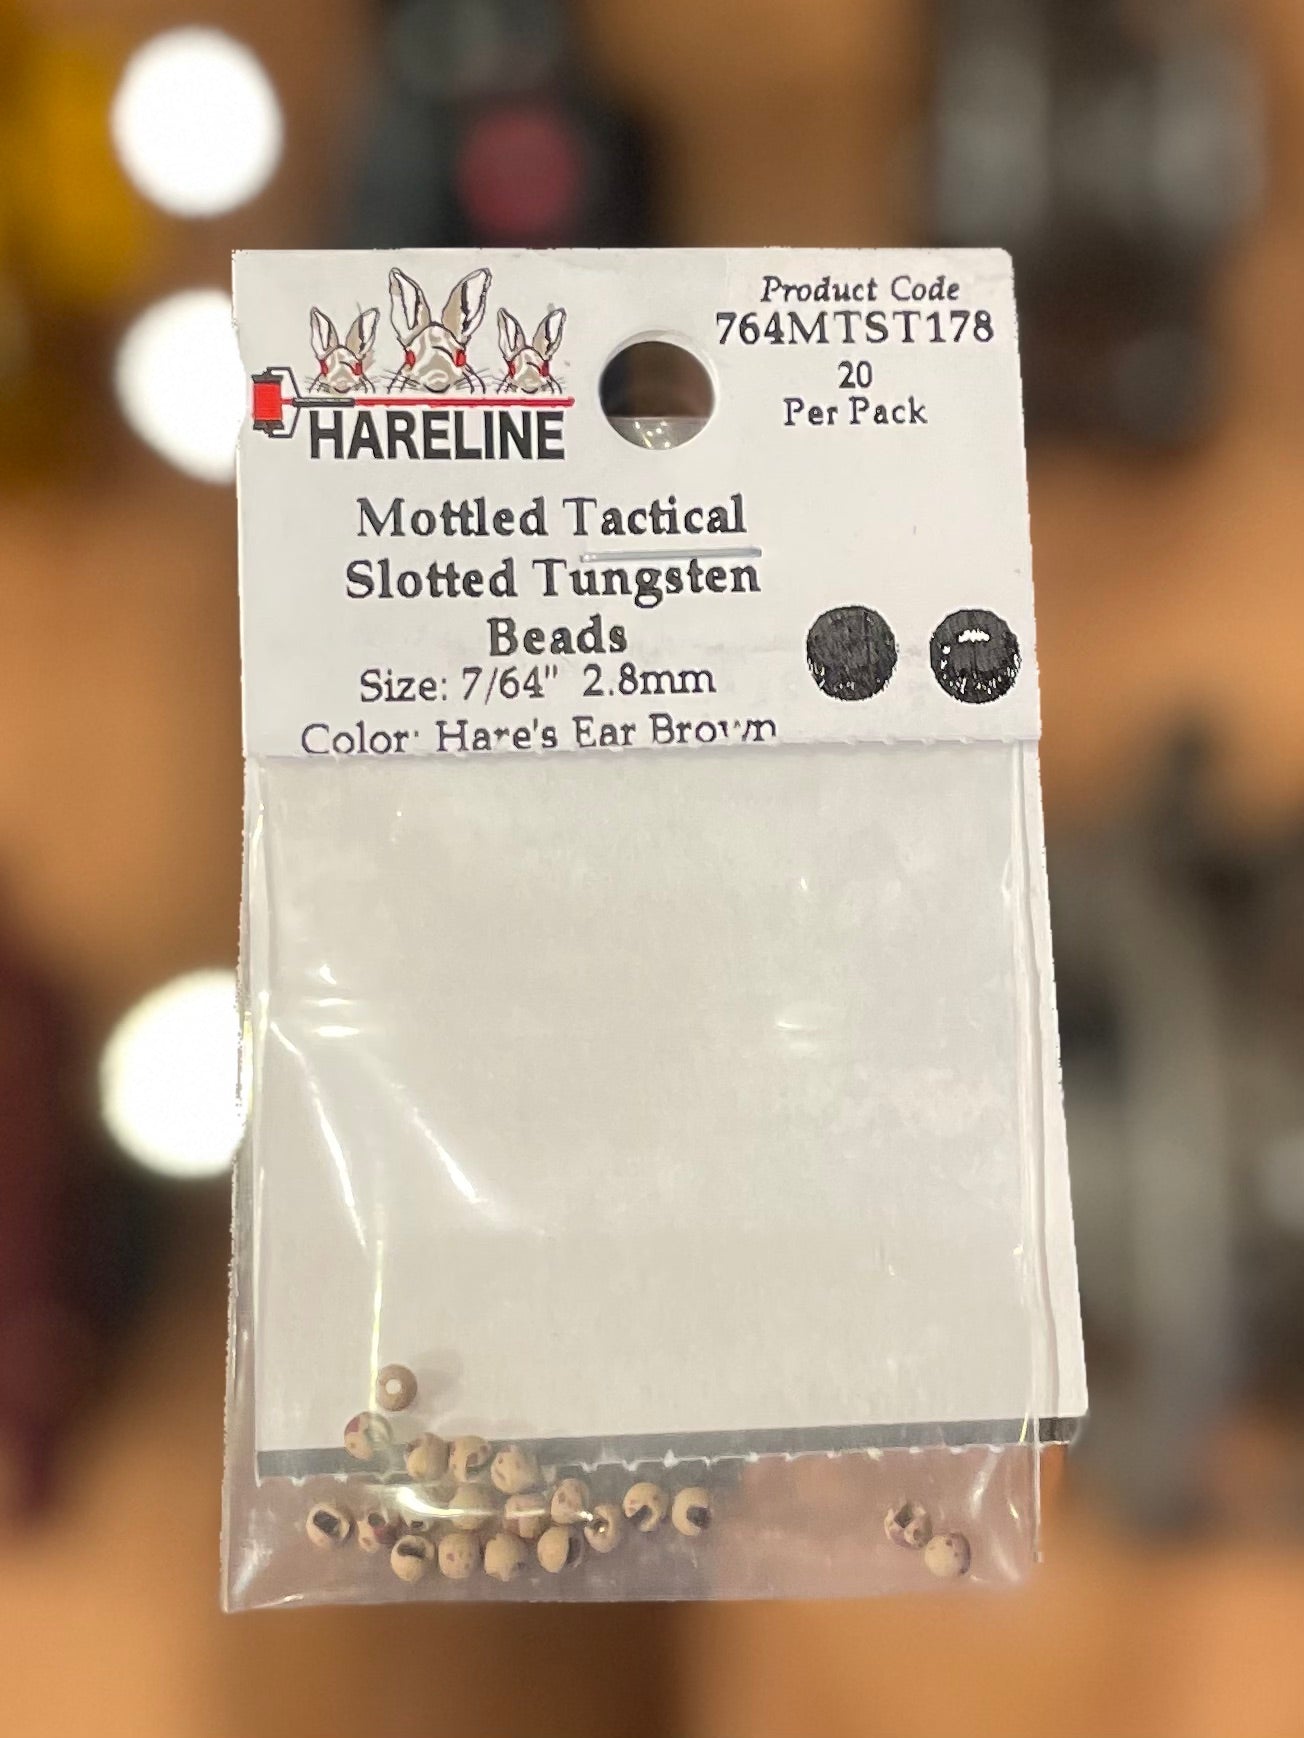 HARELINE
Product Code
764MTST178
20
Per Pack
Mottled Tactical
Slotted Tungsten
Beads
Size: 7/64" 2.8mm
Color: Hare's Ear Brown